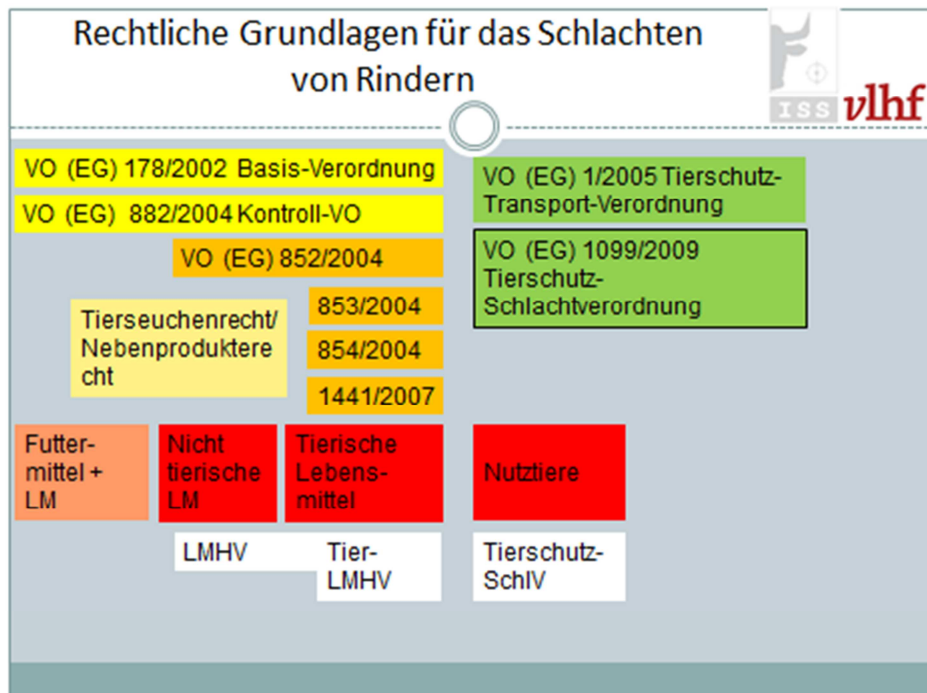 Rechtliche Grundlagen für das Schlachten
von Rindern
ISS
vlhf
VO (EG) 178/2002 Basis-Verordnung
VO (EG) 882/2004 Kontroll-VO
VO (EG) 852/2004
853/2004
854/2004
1441/2007
Tierseuchenrecht/
Nebenproduktere
cht
VO (EG) 1/2005 Tierschutz-
Transport-Verordnung
VO (EG) 1099/2009
Tierschutz-
Schlachtverordnung
Futter-
mittel +
LM
Nicht
tierische
LM
Tierische
Lebens-
mittel
Nutztiere
LMHV
Tier-
LMHV
Tierschutz-
SchlV